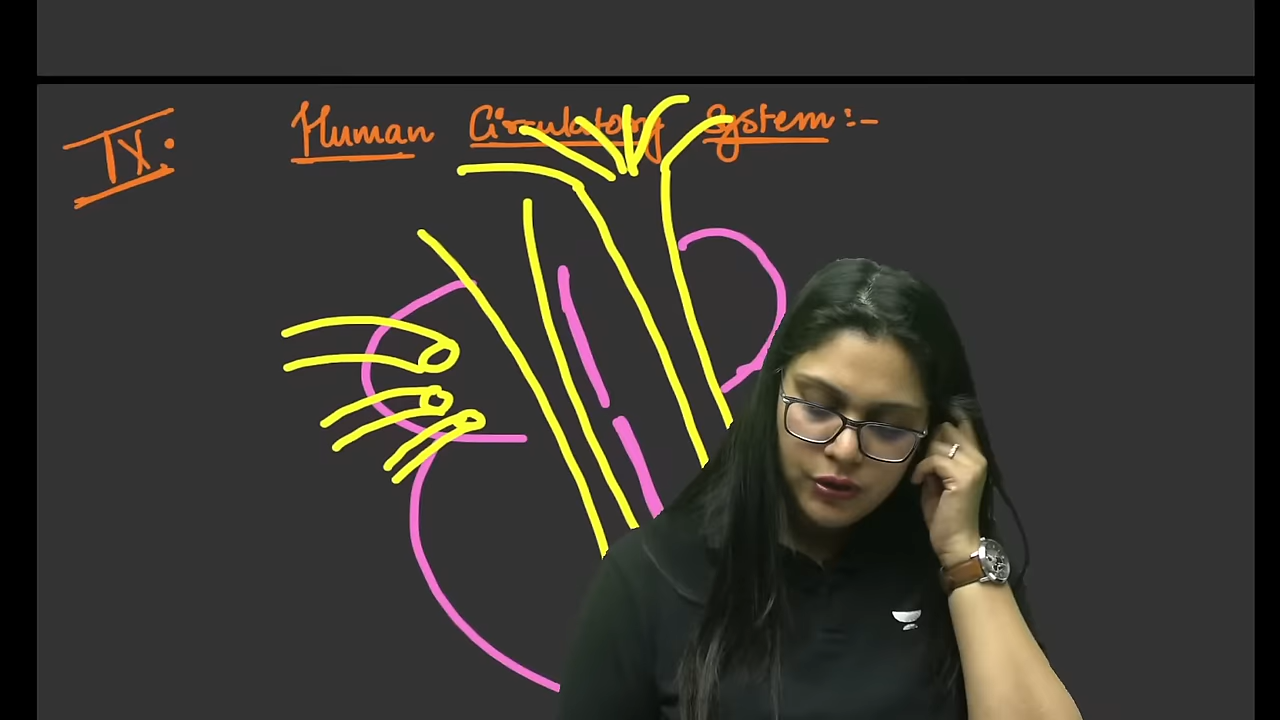 IX.
Human Circulatory System :-